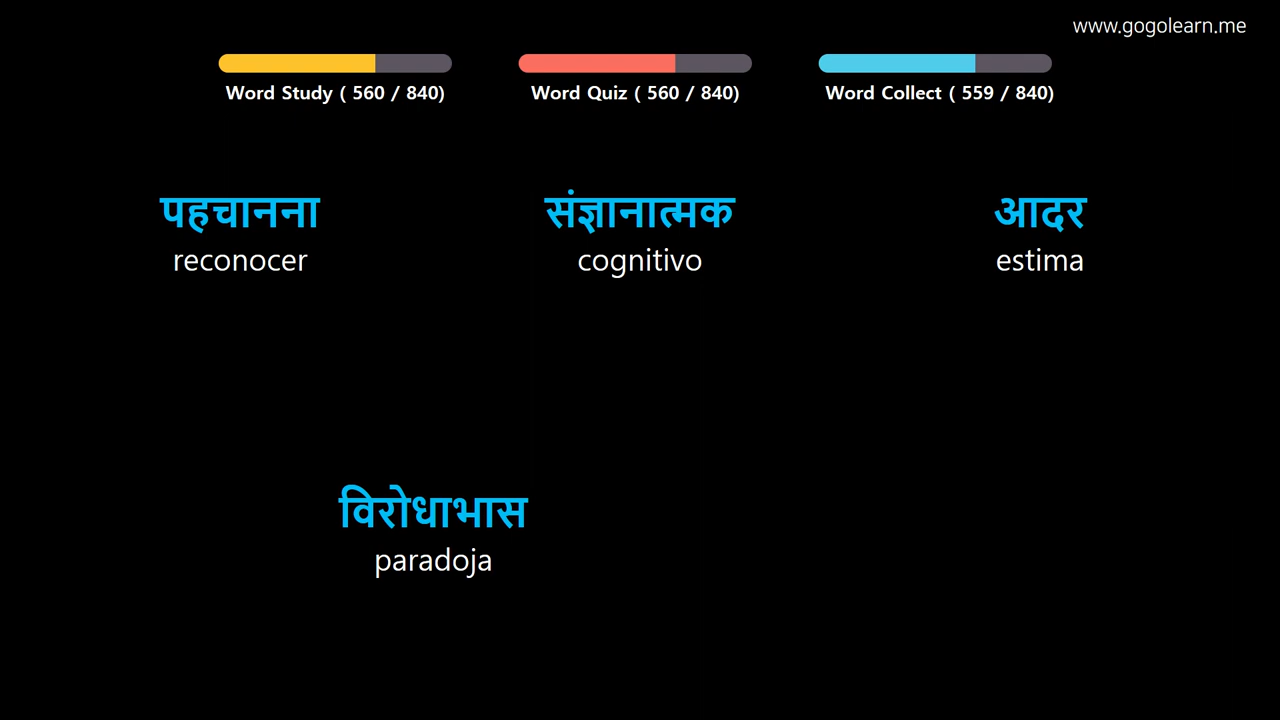 www.gogolearn.me
Word Study ( 560 / 840)
Word Quiz ( 560 / 840)
Word Collect ( 559 / 840)
पहचानना
reconocer
संज्ञानात्मक
cognitivo
आदर
estima
विरोधाभास
paradoja